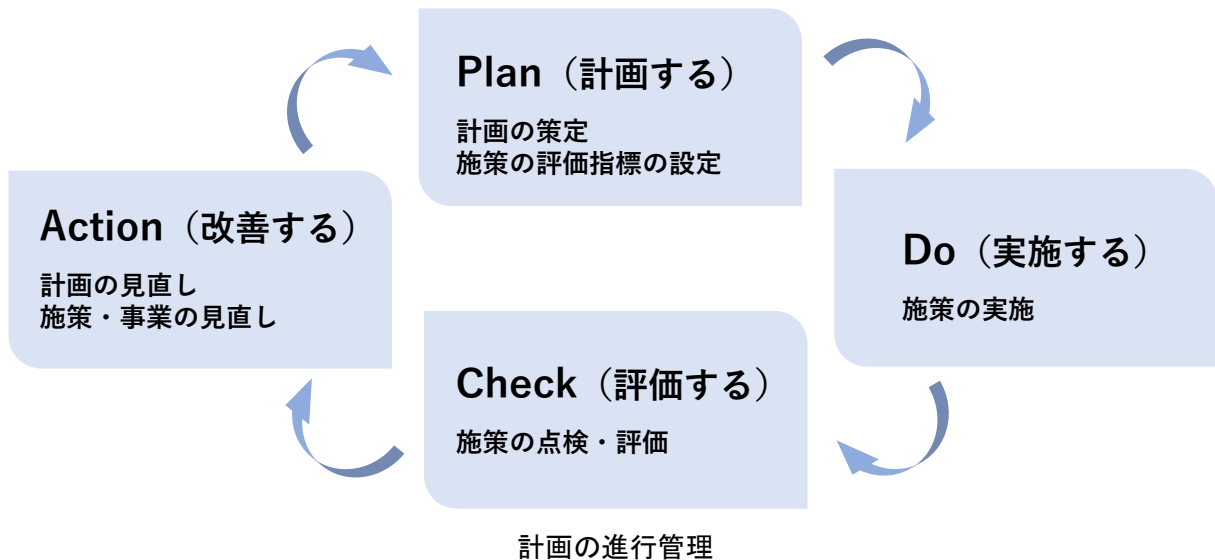 Plan（計画する）
計画の策定
施策の評価指標の設定
Do（実施する）
施策の実施
Check（評価する）
施策の点検・評価
Action（改善する）
計画の見直し
施策・事業の見直し
計画の進行管理